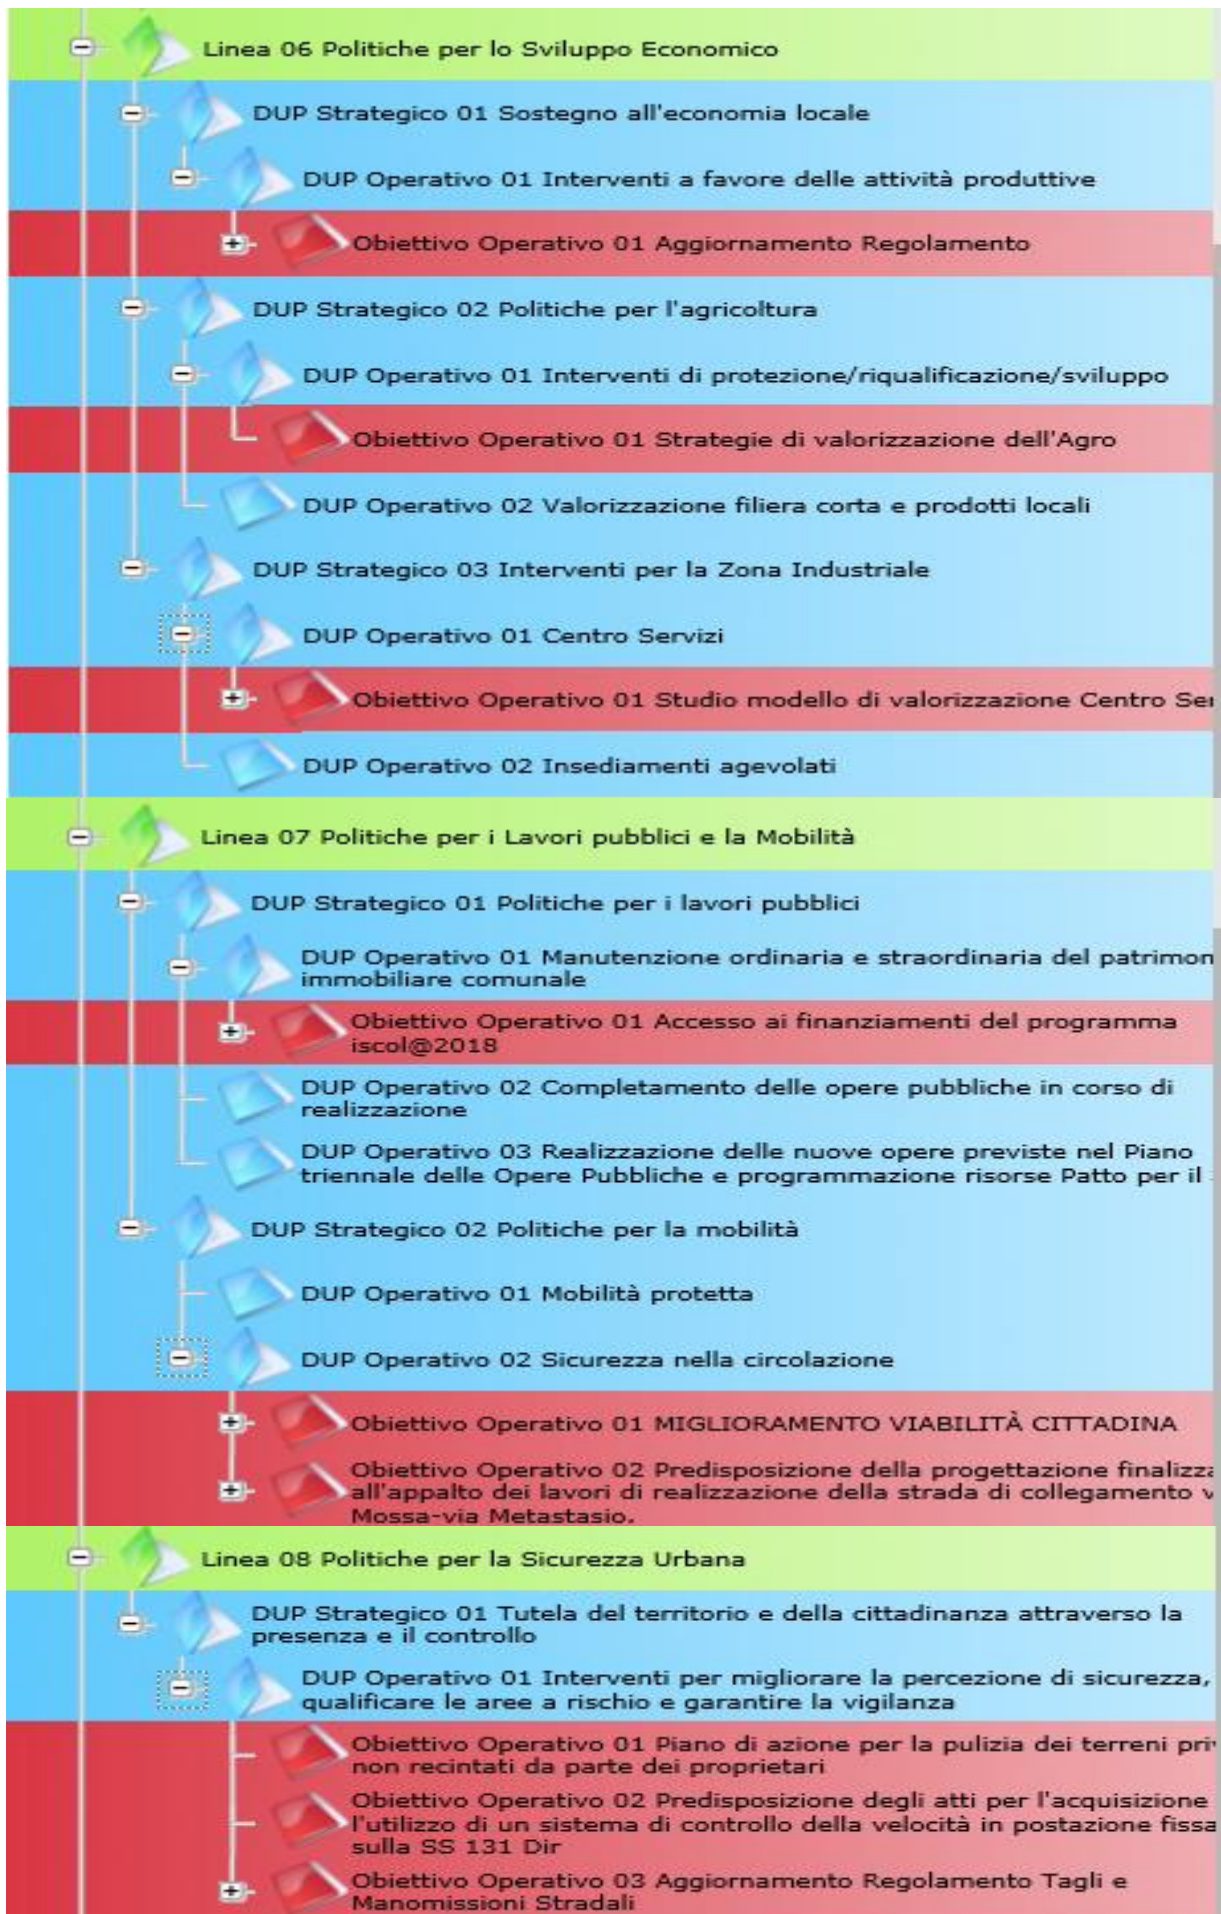 Linea 06 Politiche per lo Sviluppo Economico
DUP Strategico 01 Sostegno all'economia locale
DUP Operativo 01 Interventi a favore delle attività produttive
Obiettivo Operativo 01 Aggiornamento Regolamento
DUP Strategico 02 Politiche per l'agricoltura
DUP Operativo 01 Interventi di protezione/riqualificazione/sviluppo
Obiettivo Operativo 01 Strategie di valorizzazione dell'Agro
DUP Operativo 02 Valorizzazione filiera corta e prodotti locali
DUP Strategico 03 Interventi per la Zona Industriale
DUP Operativo 01 Centro Servizi
Obiettivo Operativo 01 Studio modello di valorizzazione Centro Ser
DUP Operativo 02 Insediamenti agevolati
Linea 07 Politiche per i Lavori pubblici e la Mobilità
DUP Strategico 01 Politiche per i lavori pubblici
DUP Operativo 01 Manutenzione ordinaria e straordinaria del patrimon
immobiliare comunale
Obiettivo Operativo 01 Accesso ai finanziamenti del programma
iscol@2018
DUP Operativo 02 Completamento delle opere pubbliche in corso di
realizzazione
DUP Operativo 03 Realizzazione delle nuove opere previste nel Piano
triennale delle Opere Pubbliche e programmazione risorse Patto per il
DUP Strategico 02 Politiche per la mobilità
DUP Operativo 01 Mobilità protetta
DUP Operativo 02 Sicurezza nella circolazione
Obiettivo Operativo 01 MIGLIORAMENTO VIABILITÀ CITTADINA
Obiettivo Operativo 02 Predisposizione della progettazione finalizza
all'appalto dei lavori di realizzazione della strada di collegamento v
Mossa-via Metastasio.
Linea 08 Politiche per la Sicurezza Urbana
DUP Strategico 01 Tutela del territorio e della cittadinanza attraverso la
presenza e il controllo
DUP Operativo 01 Interventi per migliorare la percezione di sicurezza,
qualificare le aree a rischio e garantire la vigilanza
Obiettivo Operativo 01 Piano di azione per la pulizia dei terreni priv
non recintati da parte dei proprietari
Obiettivo Operativo 02 Predisposizione degli atti per l'acquisizione
l'utilizzo di un sistema di controllo della velocità in postazione fissa
sulla SS 131 Dir
Obiettivo Operativo 03 Aggiornamento Regolamento Tagli e
Manomissioni Stradali